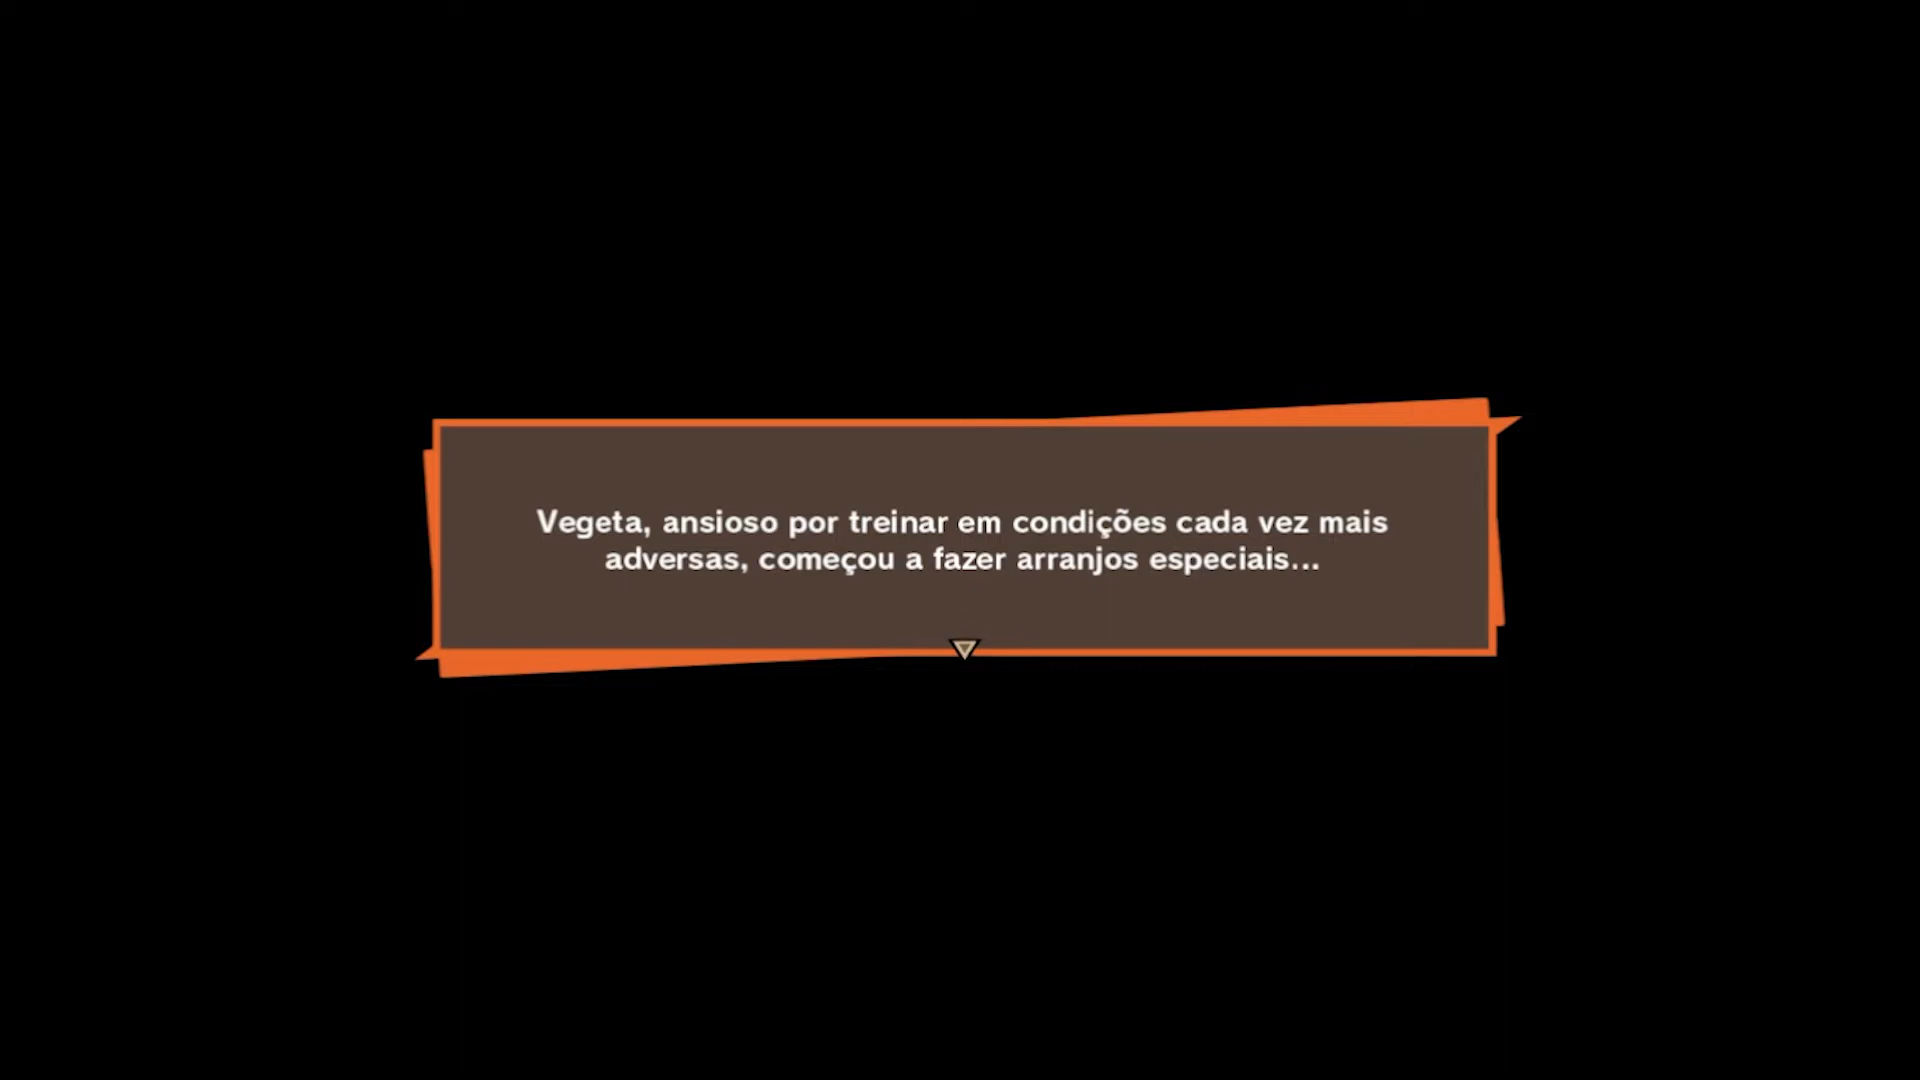 Vegeta, ansioso por treinar em condições cada vez mais
adversas, começou a fazer arranjos especiais...